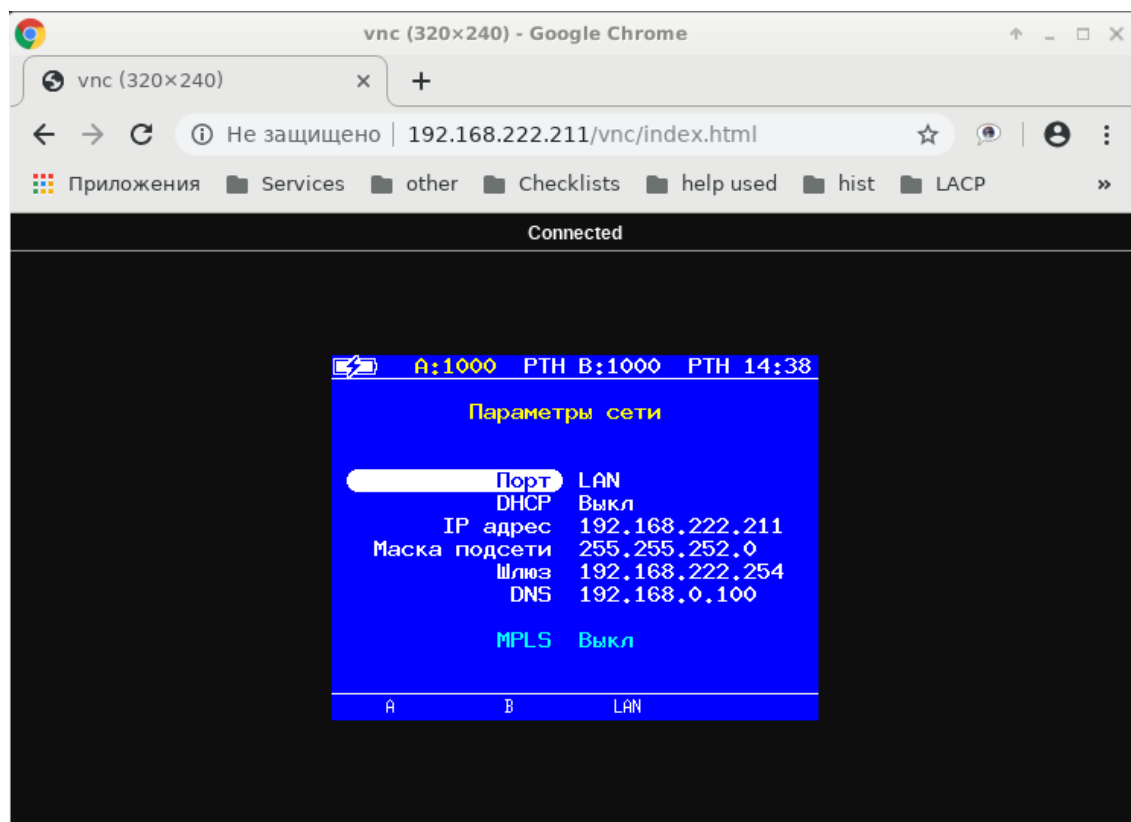 vnc (320×240) - Google Chrome
vnc (320×240)
Не защищено 192.168.222.211/vnc/index.html
Приложения Services other Checklists help used hist LACP »
Connected
A:1000 РТН B:1000 РТН 14:38
Параметры сети
Порт LAN
DHCP Выкл
IP адрес 192.168.222.211
Маска подсети 255.255.252.0
Шлюз 192.168.222.254
DNS 192.168.0.100
MPLS Выкл
A B LAN